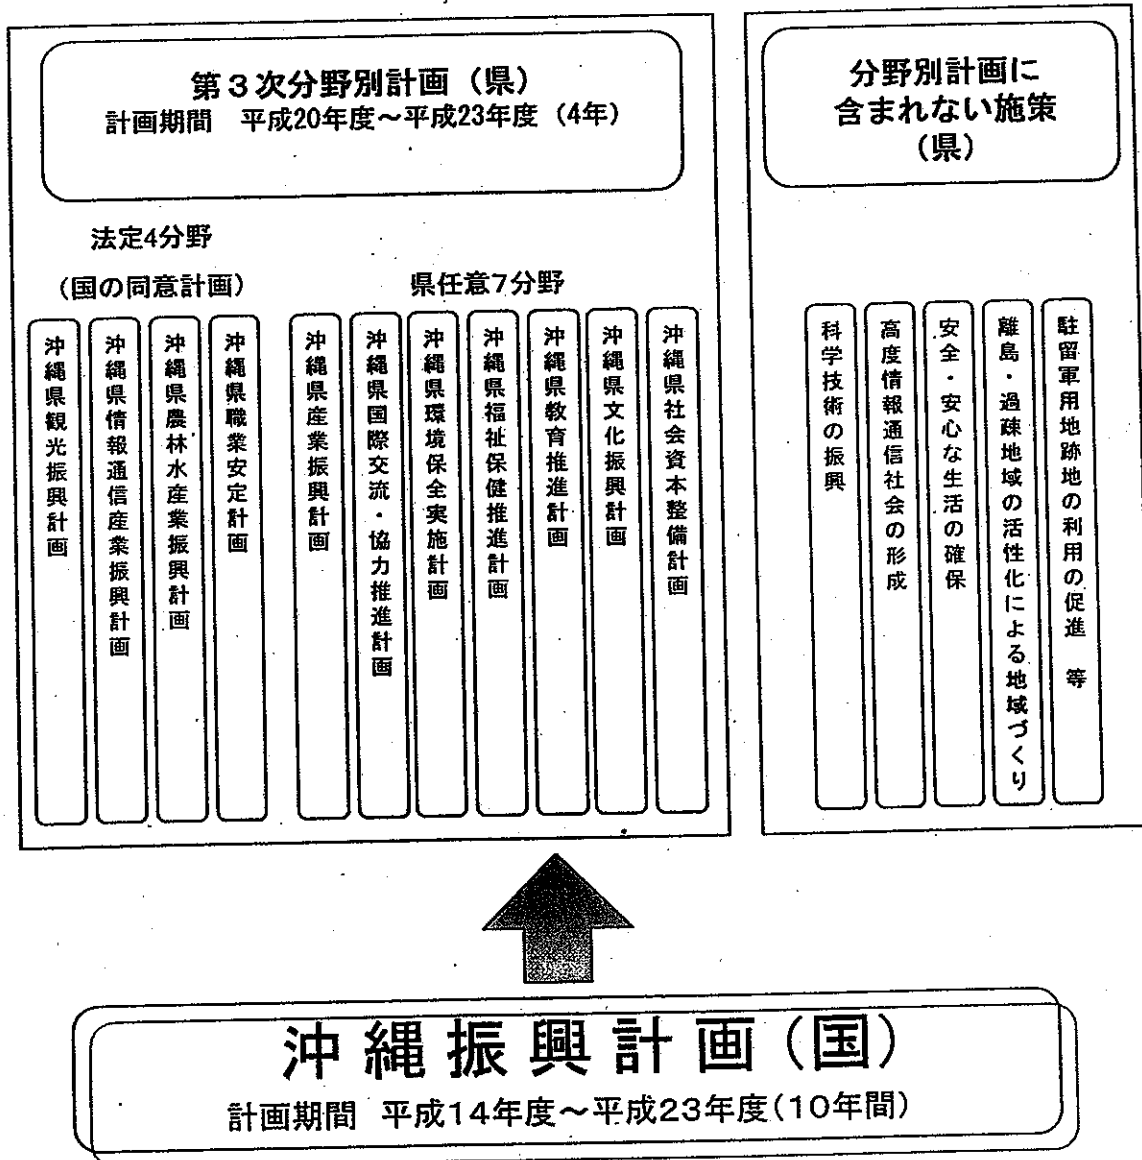 第3次分野別計画（県）
計画期間　平成20年度～平成23年度（4年）
法定4分野
（国の同意計画）
県任意7分野
沖縄県観光振興計画
沖縄県情報通信産業振興計画
沖縄県農林水産業振興計画
沖縄県職業安定計画
沖縄県産業振興計画
沖縄県国際交流・協力推進計画
沖縄県環境保全実施計画
沖縄県福祉保健推進計画
沖縄県教育推進計画
沖縄県文化振興計画
沖縄県社会資本整備計画
分野別計画に
含まれない施策
（県）
科学技術の振興
高度情報通信社会の形成
安全・安心な生活の確保
離島・過疎地域の活性化による地域づくり
駐留軍用地跡地の利用の促進　等
沖縄振興計画（国）
計画期間　平成14年度～平成23年度（10年間）